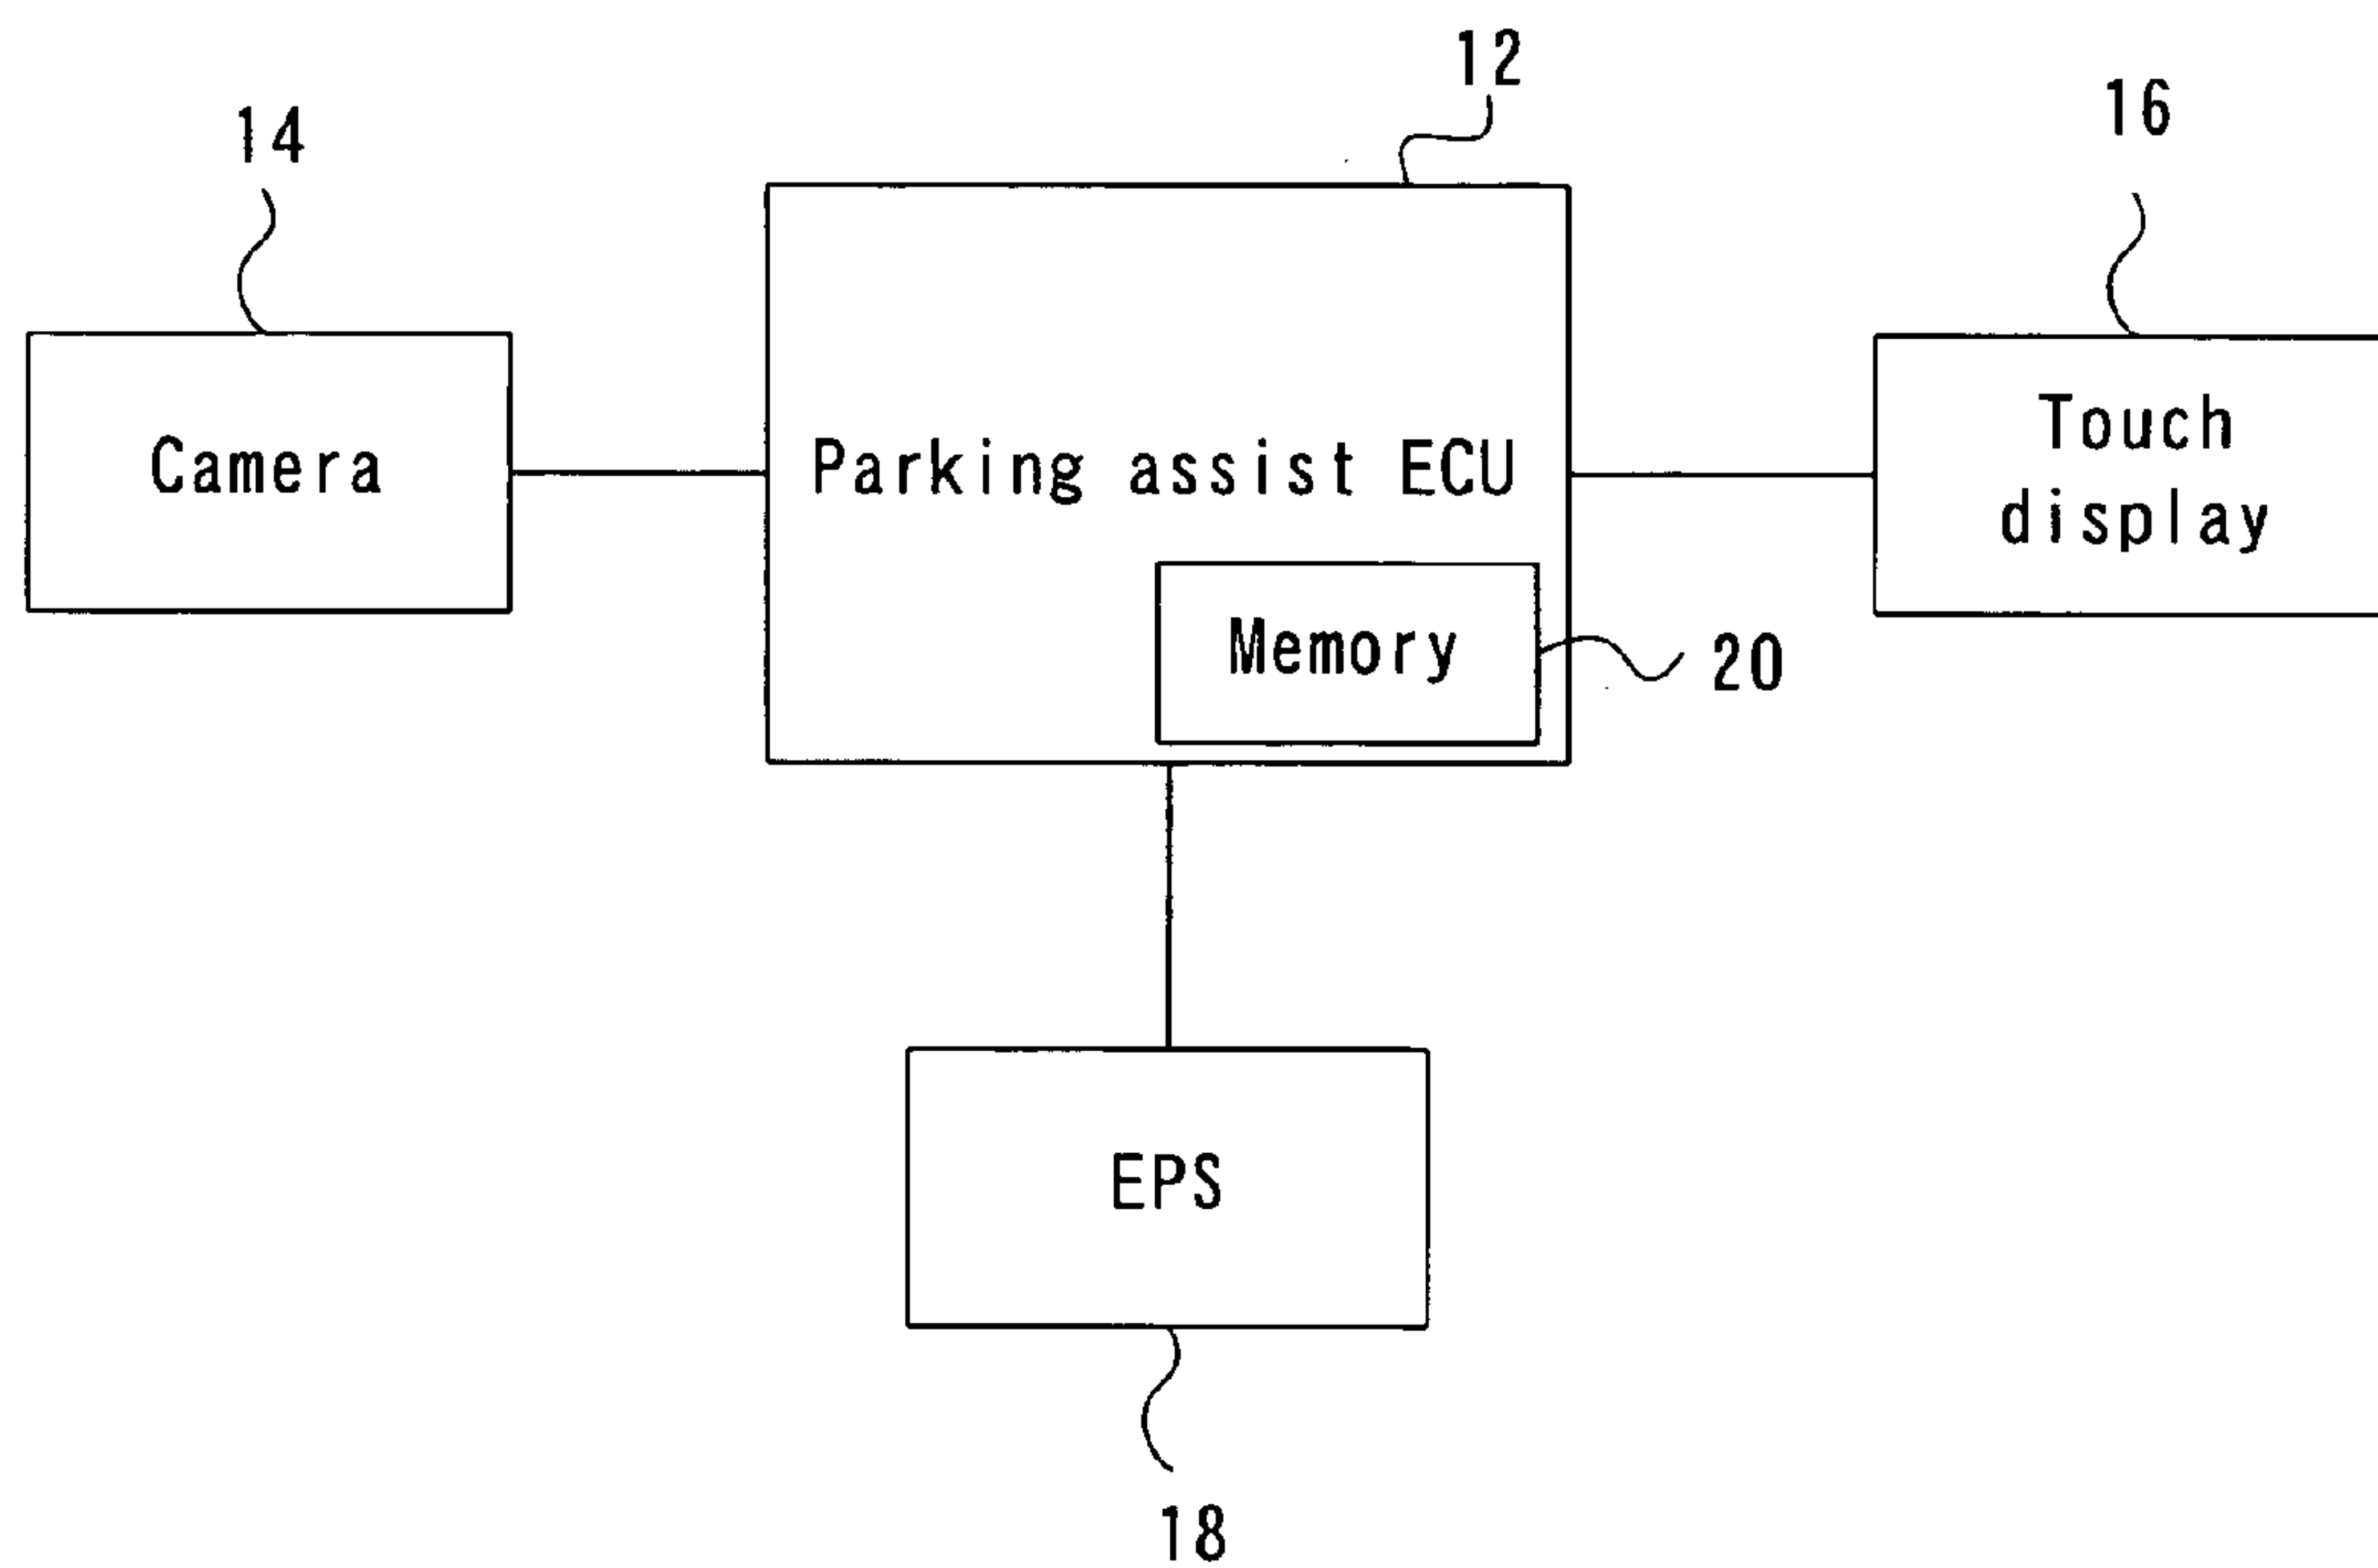 12
14
16
Camera
Parking assist ECU
Touch
display
Memory
20
EPS
18